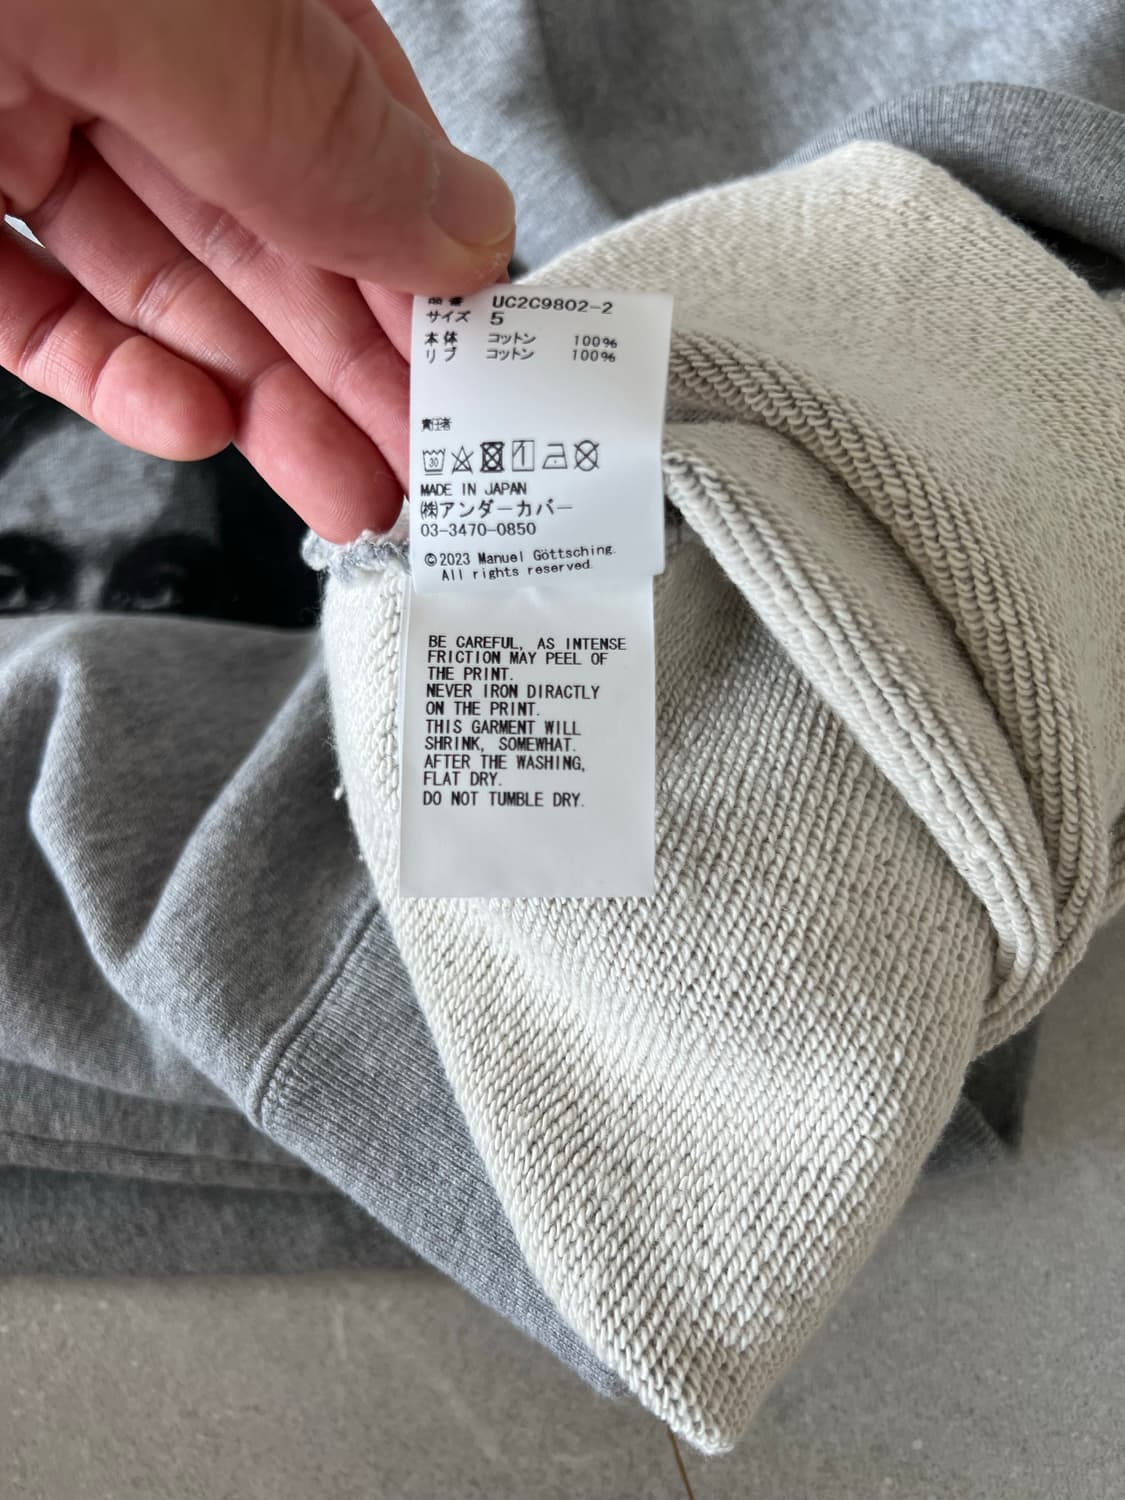 品番 UC2C9802-2
サイズ 5
本体 コットン 100%
リブ コットン 100%
責任者
30
MADE IN JAPAN
㈱アンダーカバー
03-3470-0850
©2023 Manuel Göttsching.
All rights reserved.
BE CAREFUL, AS INTENSE
FRICTION MAY PEEL OF
THE PRINT.
NEVER IRON DIRACTLY
ON THE PRINT.
THIS GARMENT WILL
SHRINK, SOMEWHAT.
AFTER THE WASHING,
FLAT DRY.
DO NOT TUMBLE DRY.